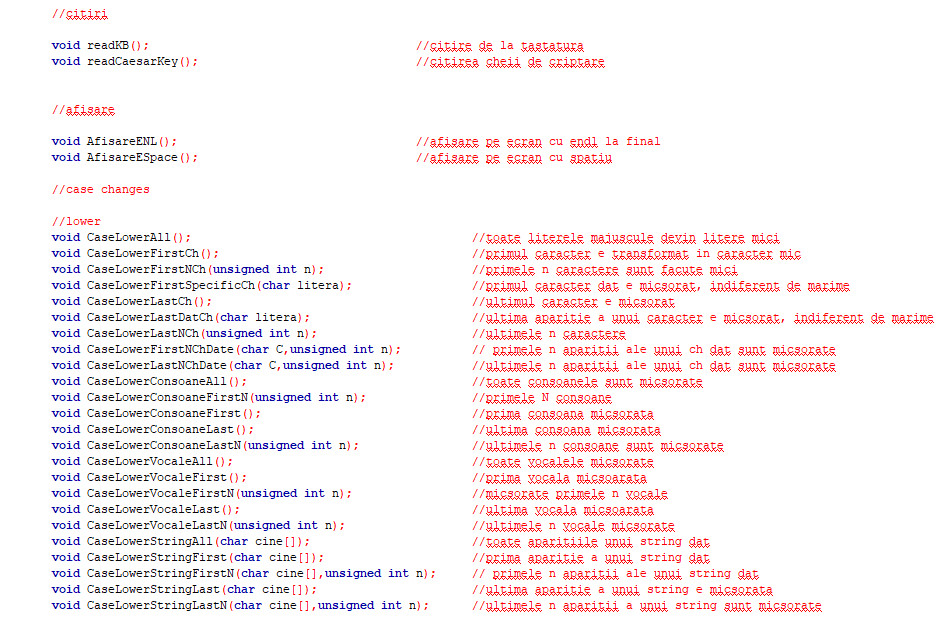 //citiri
void readKB(); //citire de la tastatura
void readCaesarKey(); //citirea cheii de criptare
//afisare
void AfisareENL(); //afisare pe ecran cu endl la final
void AfisareESpace(); //afisare pe ecran cu spatiu
//case changes
//lower
void CaseLowerAll(); //toate literele majuscule devin litere mici
void CaseLowerFirstCh(); //primul caracter e transformat in caracter mic
void CaseLowerFirstNCh(unsigned int n); //primele n caractere sunt facute mici
void CaseLowerFirstSpecificCh(char litera); //primul caracter dat e micsorat, indiferent de marime
void CaseLowerLastCh(); //ultimul caracter e micsorat
void CaseLowerLastDatCh(char litera); //ultima aparitie a unui caracter e micsorat, indiferent de marime
void CaseLowerLastNCh(unsigned int n); //ultimele n caractere
void CaseLowerFirstNChDate(char C,unsigned int n); // primele n aparitii ale unui ch dat sunt micsorate
void CaseLowerLastNChDate(char C,unsigned int n); //ultimele n aparitii ale unui ch dat sunt micsorate
void CaseLowerConsoaneAll(); //toate consoanele sunt micsorate
void CaseLowerConsoaneFirstN(unsigned int n); //primele N consoane
void CaseLowerConsoaneFirst(); //prima consoana micsorata
void CaseLowerConsoaneLast(); //ultima consoana micsorata
void CaseLowerConsoaneLastN(unsigned int n); //ultimele n consoane sunt micsorate
void CaseLowerVocaleAll(); //toate vocalele micsorate
void CaseLowerVocaleFirst(); //prima vocala micsoarata
void CaseLowerVocaleFirstN(unsigned int n); //micsorate primele n vocale
void CaseLowerVocaleLast(); //ultima vocala micsoarata
void CaseLowerVocaleLastN(unsigned int n); //ultimele n vocale micsorate
void CaseLowerStringAll(char cine[]); //toate aparitiile unui string dat
void CaseLowerStringFirst(char cine[]); //prima aparitie a unui string dat
void CaseLowerStringFirstN(char cine[],unsigned int n); // primele n aparitii ale unui string dat
void CaseLowerStringLast(char cine[]); //ultima aparitie a unui string e micsorata
void CaseLowerStringLastN(char cine[],unsigned int n); //ultimele n aparitii a unui string sunt micsorate